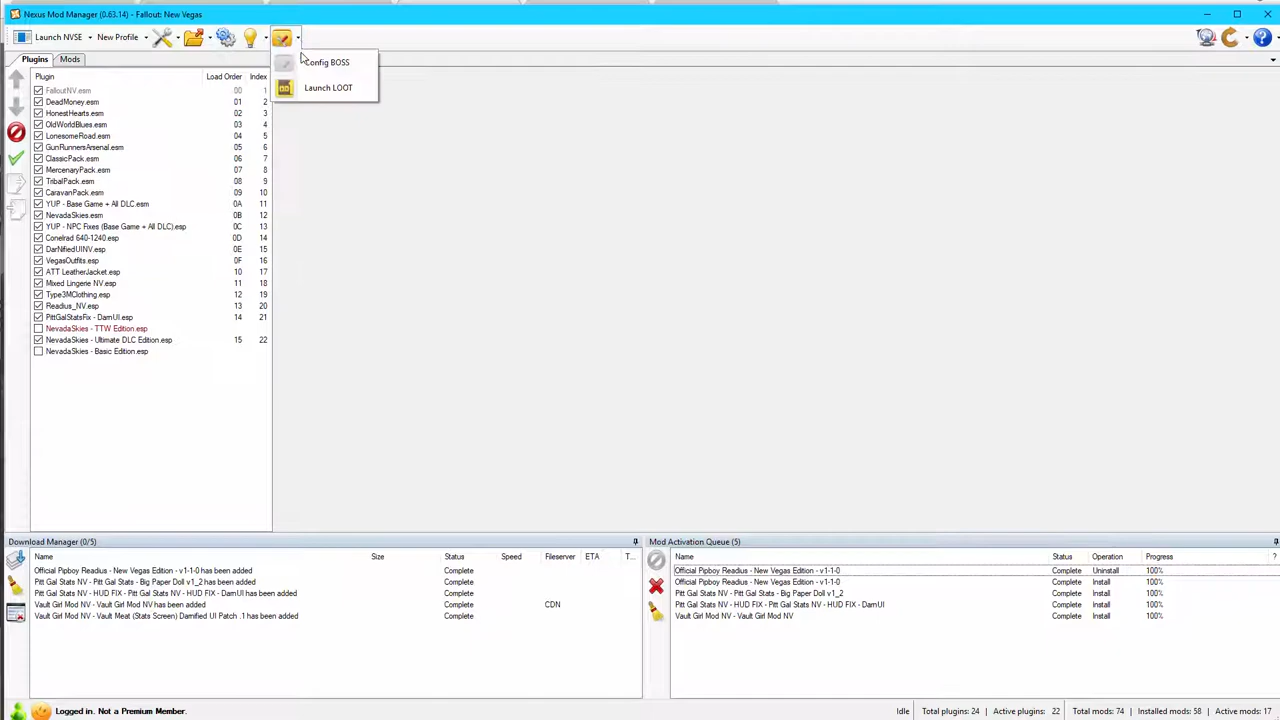 Nexus Mod Manager (0.63.14) - Fallout: New Vegas
Launch NVSE New Profile
Config BOSS
Launch LOOT
Plugins Mods
Plugin Load Order Index
FalloutNV.esm 00 1
DeadMoney.esm 01 2
HonestHearts.esm 02 3
OldWorldBlues.esm 03 4
LonesomeRoad.esm 04 5
GunRunnersArsenal.esm 05 6
ClassicPack.esm 06 7
MercenaryPack.esm 07 8
TribalPack.esm 08 9
CaravanPack.esm 09 10
YUP - Base Game + All DLC.esm 0A 11
NevadaSkies.esm 0B 12
YUP - NPC Fixes (Base Game + All DLC).esp 0C 13
Conelrad 640-1240.esp 0D 14
DarNifiedUINV.esp 0E 15
VegasOutfits.esp 0F 16
ATT LeatherJacket.esp 10 17
Mixed Lingerie NV.esp 11 18
Type3MClothing.esp 12 19
Readius_NV.esp 13 20
PittGalStatsFix - DarnUI.esp 14 21
NevadaSkies - TTW Edition.esp
NevadaSkies - Ultimate DLC Edition.esp 15 22
NevadaSkies - Basic Edition.esp
Download Manager (0/5)
Name Size Status Speed Fileserver ETA T...
Official Pipboy Readius - New Vegas Edition - v1-1-0 has been added Complete
Pitt Gal Stats NV - Pitt Gal Stats - Big Paper Doll v1_2 has been added Complete
Pitt Gal Stats NV - HUD FIX - Pitt Gal Stats NV - HUD FIX - DarnUI has been added Complete
Vault Girl Mod NV - Vault Girl Mod NV has been added Complete CDN
Vault Girl Mod NV - Vault Meat (Stats Screen) Darnified UI Patch .1 has been added Complete
Mod Activation Queue (5)
Name Status Operation Progress ?
Official Pipboy Readius - New Vegas Edition - v1-1-0 Complete Uninstall 100%
Official Pipboy Readius - New Vegas Edition - v1-1-0 Complete Install 100%
Pitt Gal Stats NV - Pitt Gal Stats - Big Paper Doll v1_2 Complete Install 100%
Pitt Gal Stats NV - HUD FIX - Pitt Gal Stats NV - HUD FIX - DarnUI Complete Install 100%
Vault Girl Mod NV - Vault Girl Mod NV Complete Install 100%
Logged in. Not a Premium Member. Idle Total plugins: 24 Active plugins: 22 Total mods: 74 Installed mods: 58 Active mods: 17